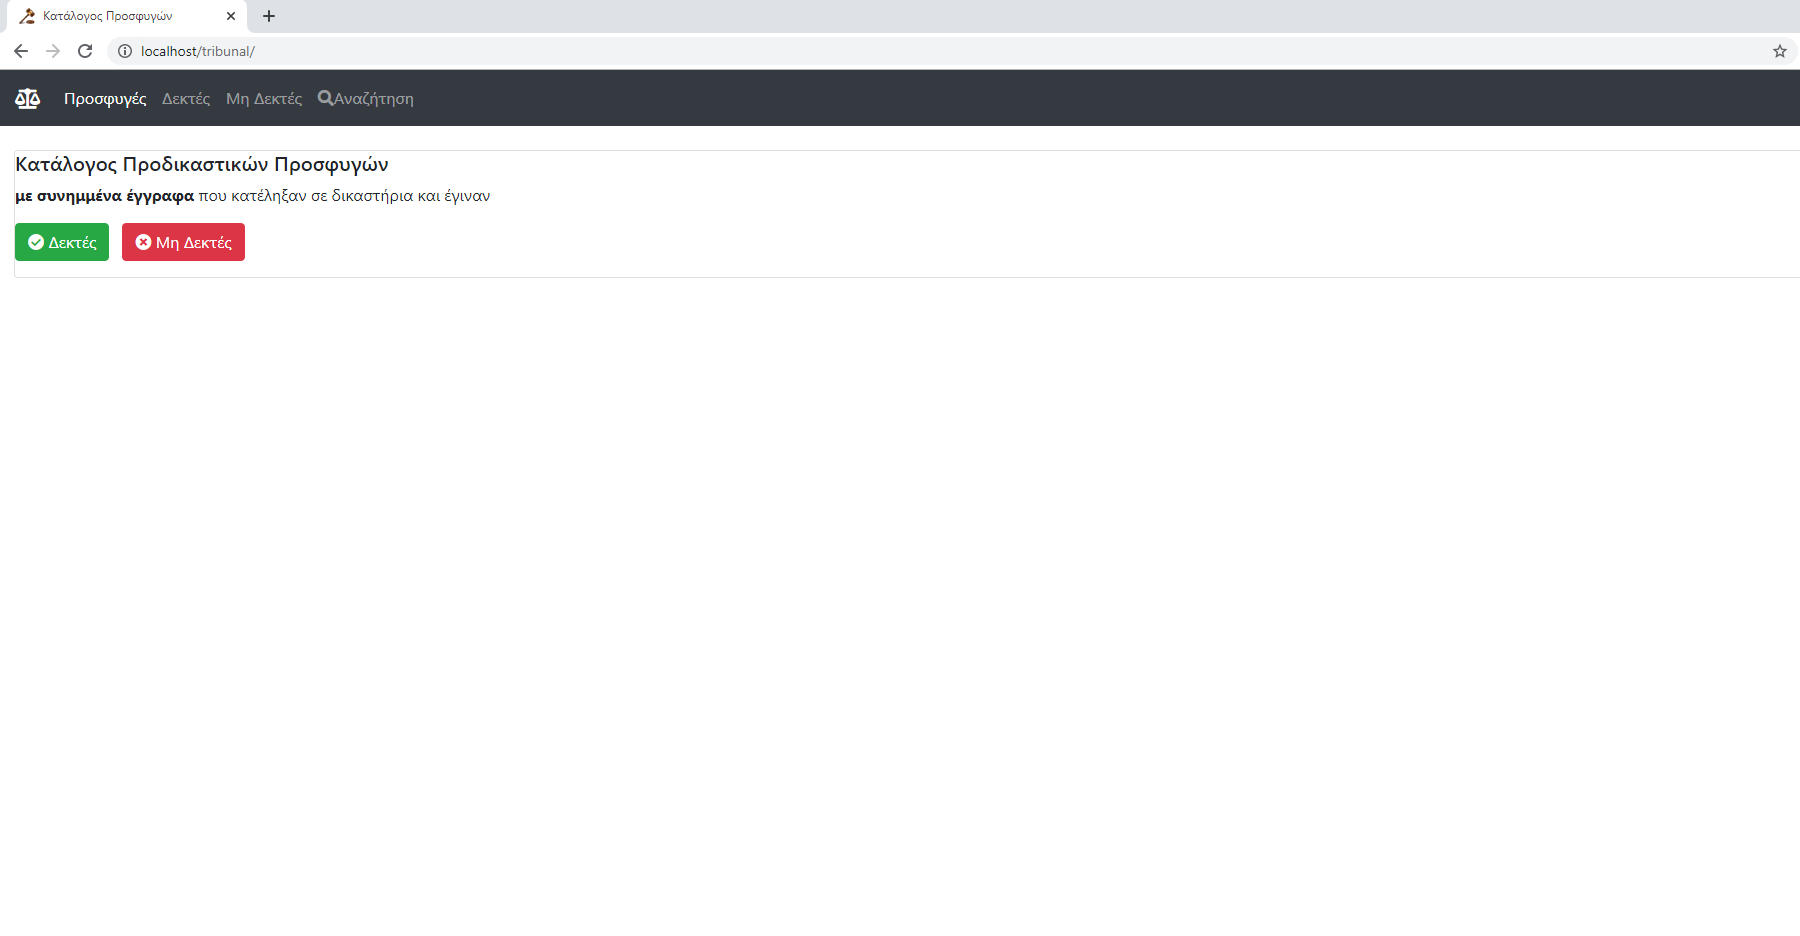 Κατάλογος Προσφυγών
localhost/tribunal/
Προσφυγές Δεκτές Μη Δεκτές Αναζήτηση
Κατάλογος Προδικαστικών Προσφυγών
με συνημμένα έγγραφα που κατέληξαν σε δικαστήρια και έγιναν
Δεκτές Μη Δεκτές